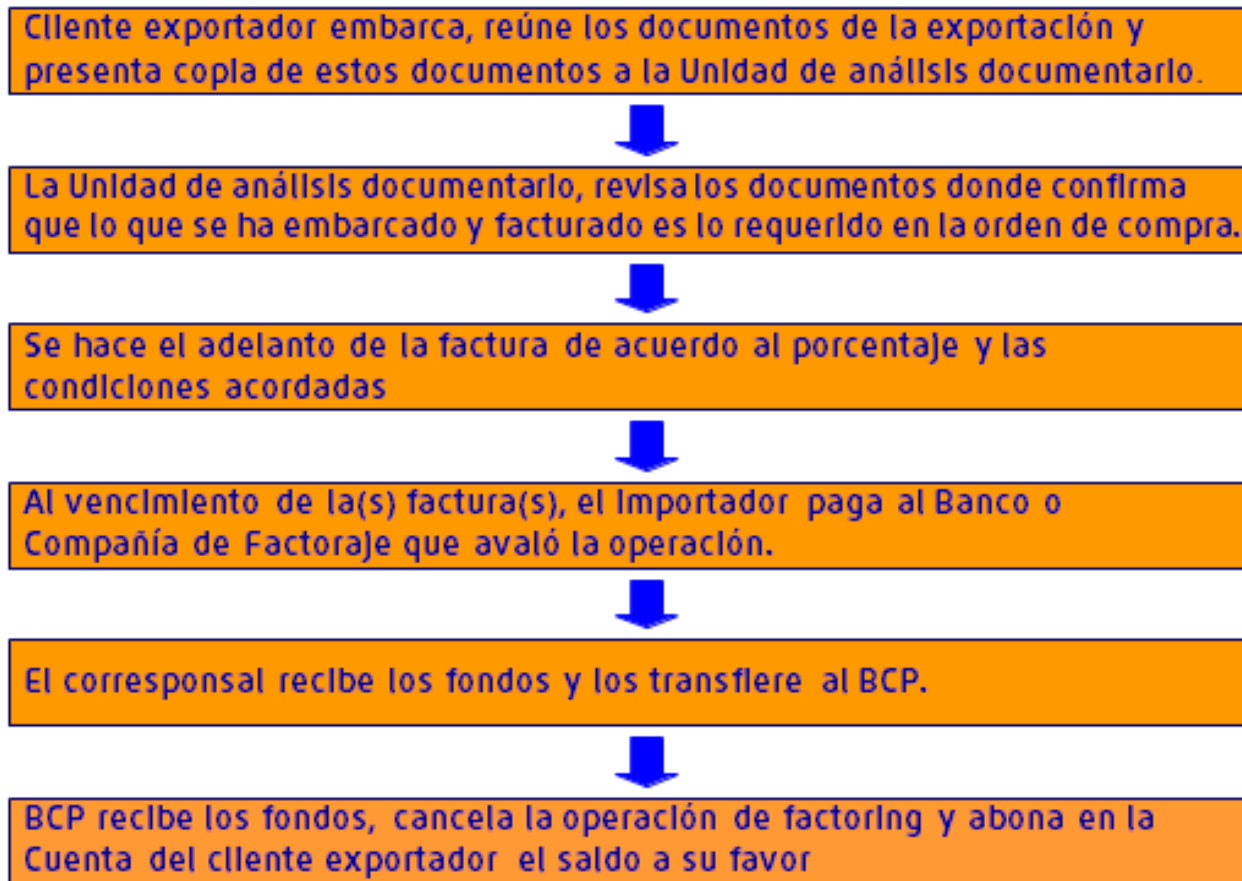 Cliente exportador embarca, reúne los documentos de la exportación y
presenta copia de estos documentos a la Unidad de análisis documentario.
La Unidad de análisis documentario, revisa los documentos donde confirma
que lo que se ha embarcado y facturado es lo requerido en la orden de compra.
Se hace el adelanto de la factura de acuerdo al porcentaje y las
condiciones acordadas
Al vencimiento de la(s) factura(s), el Importador paga al Banco o
Compañía de Factoraje que avaló la operación.
El corresponsal recibe los fondos y los transfiere al BCP.
BCP recibe los fondos, cancela la operación de factoring y abona en la
Cuenta del cliente exportador el saldo a su favor